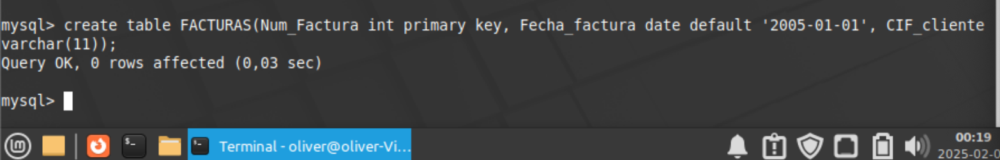 mysql> create table FACTURAS(Num_Factura int primary key, Fecha_factura date default '2005-01-01', CIF_cliente
varchar(11));
Query OK, 0 rows affected (0,03 sec)
mysql>
Terminal - oliver@oliver-Vi...
00:19
2025-02-0